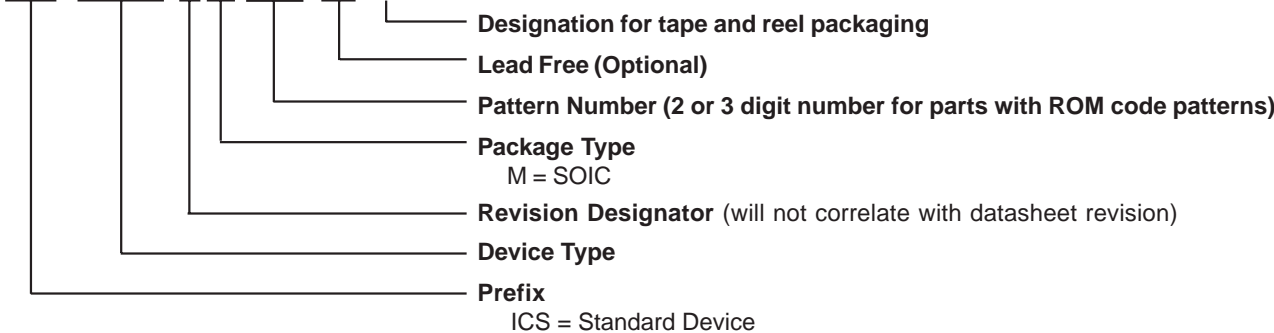 Designation for tape and reel packaging
Lead Free (Optional)
Pattern Number (2 or 3 digit number for parts with ROM code patterns)
Package Type
M = SOIC
Revision Designator (will not correlate with datasheet revision)
Device Type
Prefix
ICS = Standard Device